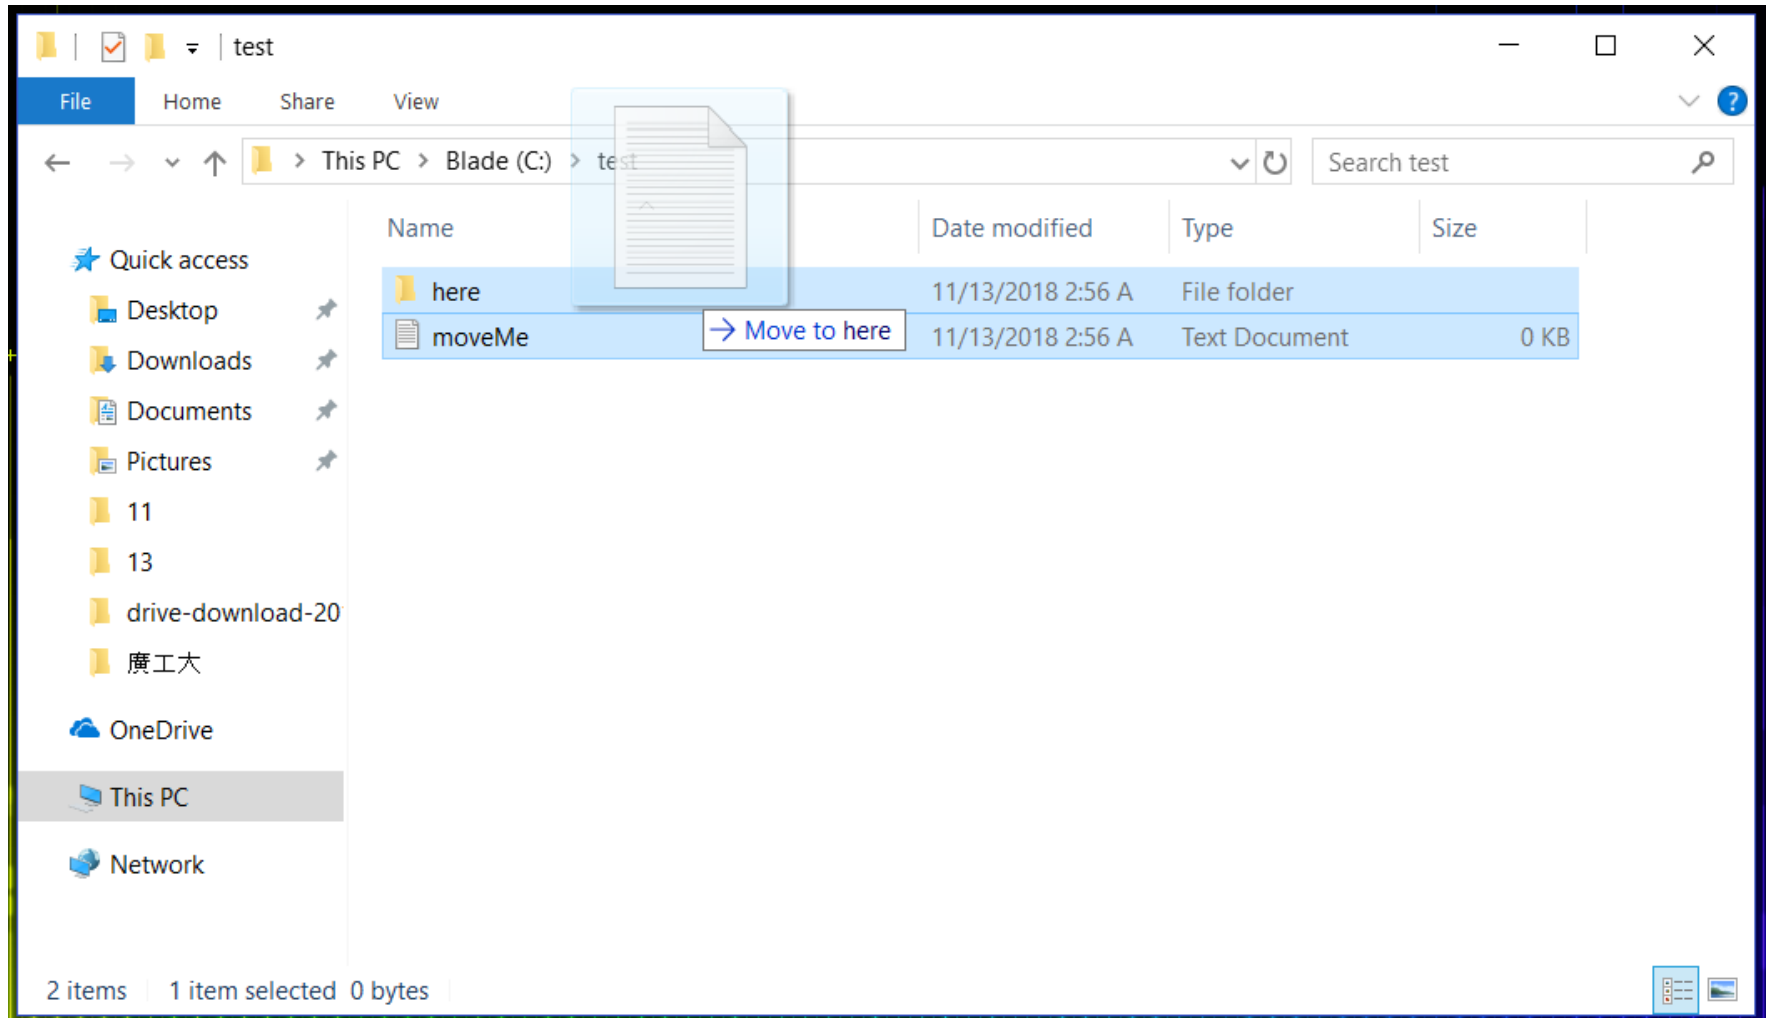 test
File Home Share View
This PC > Blade (C:) > test
Search test
Name Date modified Type Size
Quick access
Desktop
Downloads
Documents
Pictures
11
13
drive-download-20
廣工大
OneDrive
This PC
Network
here 11/13/2018 2:56 A File folder
moveMe 11/13/2018 2:56 A Text Document 0 KB
→ Move to here
2 items 1 item selected 0 bytes